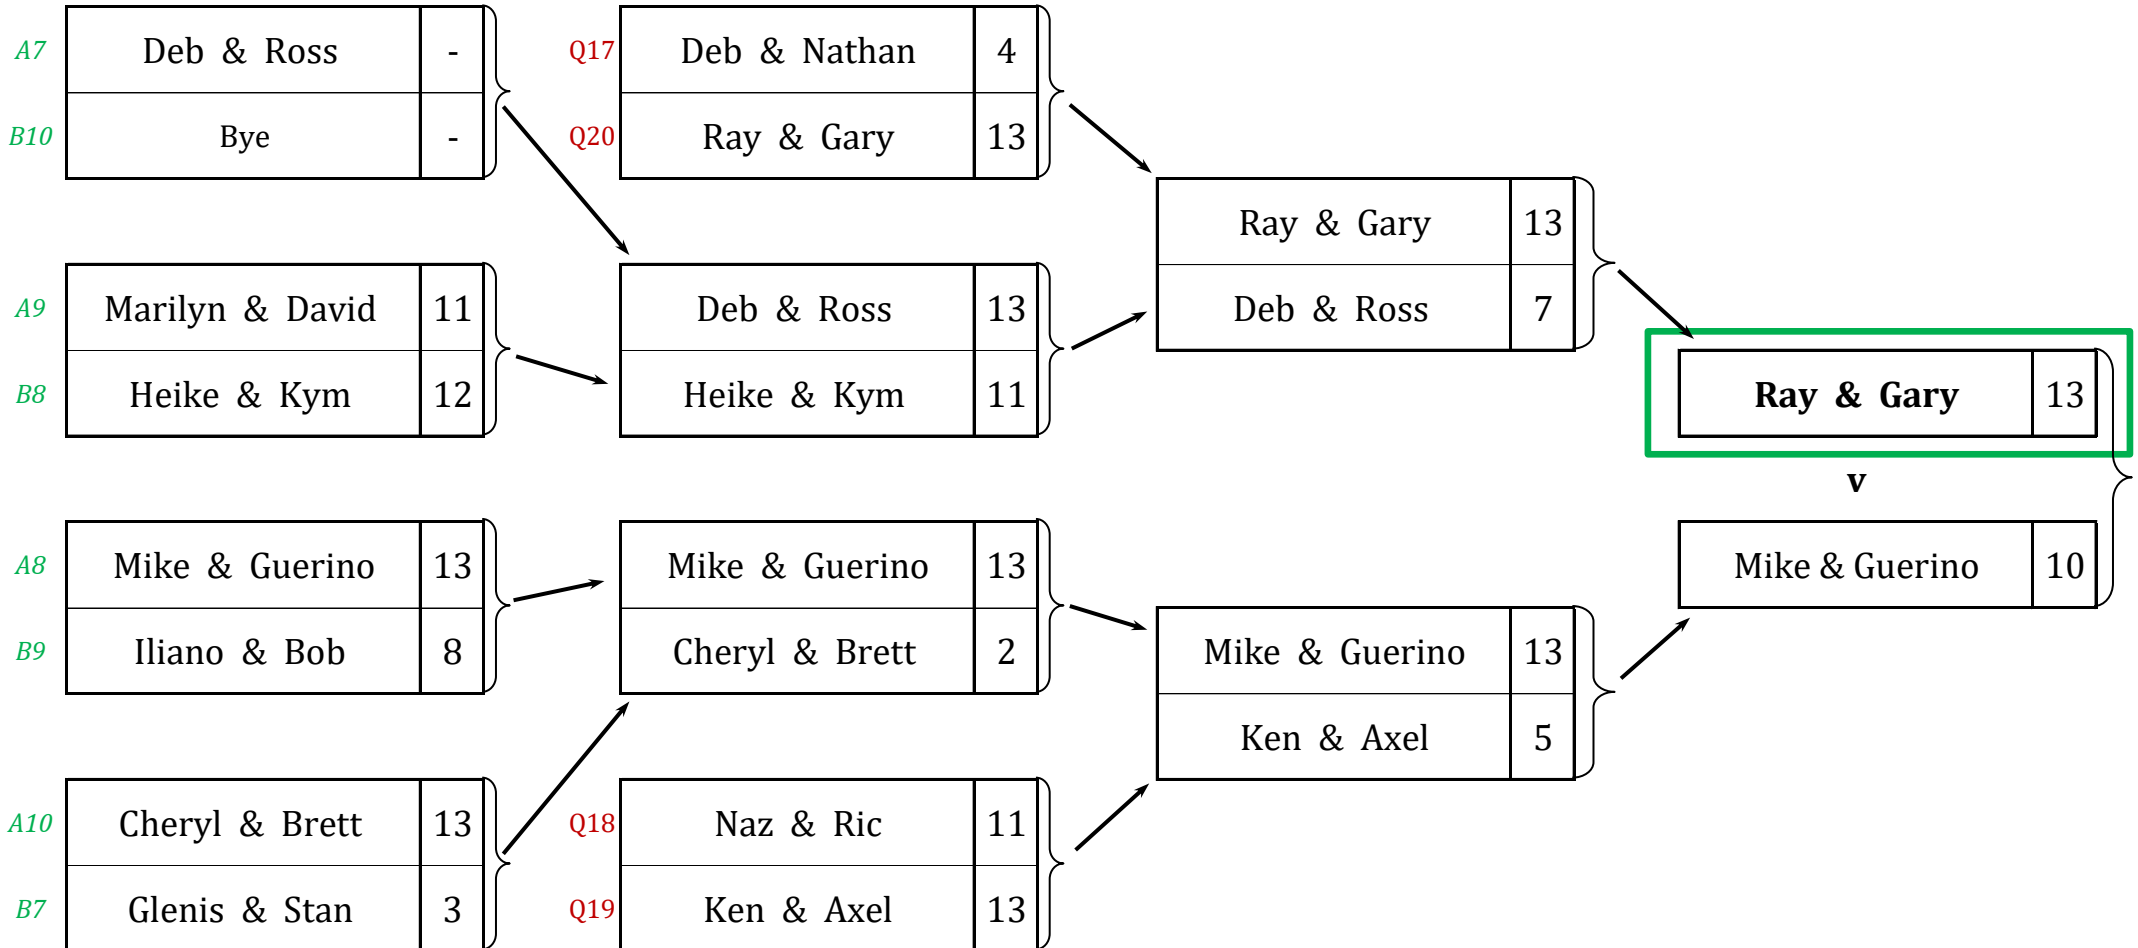 A7 Deb & Ross - Q17 Deb & Nathan 4
B10 Bye - Q20 Ray & Gary 13
Ray & Gary 13
A9 Marilyn & David 11 Deb & Ross 13 Deb & Ross 7
B8 Heike & Kym 12 Heike & Kym 11 Ray & Gary 13
v
A8 Mike & Guerino 13 Mike & Guerino 13 Mike & Guerino 10
B9 Iliano & Bob 8 Cheryl & Brett 2 Mike & Guerino 13
Ken & Axel 5
A10 Cheryl & Brett 13 Q18 Naz & Ric 11
B7 Glenis & Stan 3 Q19 Ken & Axel 13